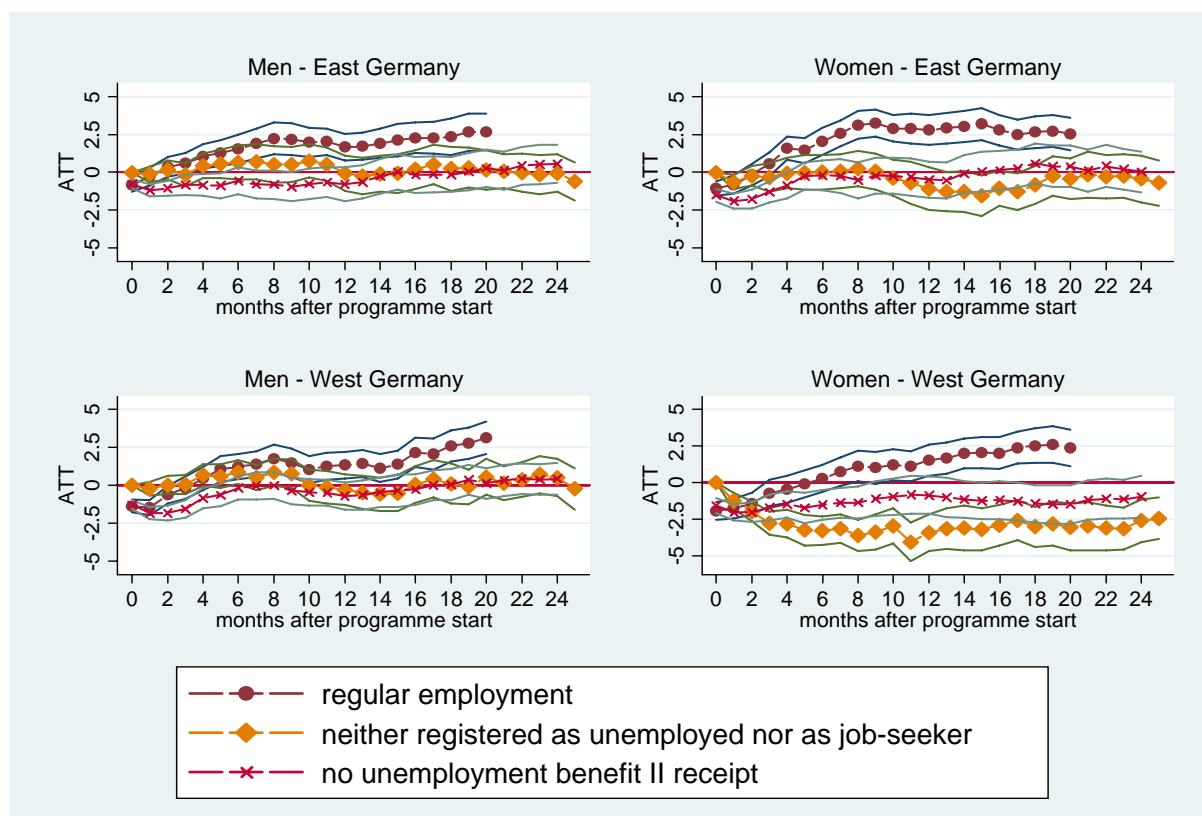 Men - East Germany
ATT
5
2.5
0
-2.5
-5
0 2 4 6 8 10 12 14 16 18 20 22 24
months after programme start
Women - East Germany
ATT
5
2.5
0
-2.5
-5
0 2 4 6 8 10 12 14 16 18 20 22 24
months after programme start
Men - West Germany
ATT
5
2.5
0
-2.5
-5
0 2 4 6 8 10 12 14 16 18 20 22 24
months after programme start
Women - West Germany
ATT
5
2.5
0
-2.5
-5
0 2 4 6 8 10 12 14 16 18 20 22 24
months after programme start
regular employment
neither registered as unemployed nor as job-seeker
no unemployment benefit II receipt